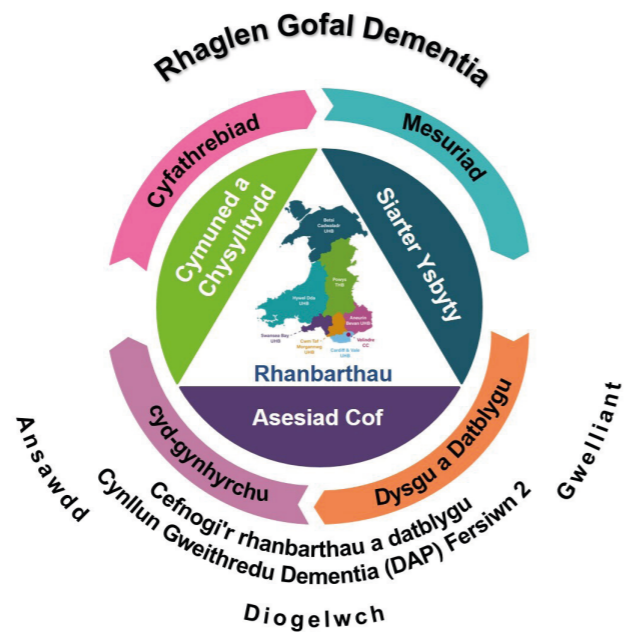 Rhaglen Gofal Dementia
Cyfathrebiad
Mesuriad
Cymuned a
Chysylltydd
Siarter Ysbyty
Betsi
Cadwaladr
UHB
Powys
THB
Hywel Dda
UHB
Aneurin
Bevan UHB
Swansea Bay
UHB
Cwm Taf
Morgannwg
UHB
Cardiff & Vale
UHB
Velindre
CC
Rhanbarthau
Asesiad Cof
cyd-gynhyrchu
Dysgu a Datblygu
Ansawdd
Gwelliant
Cefnogi'r rhanbarthau a datblygu
Cynllun Gweithredu Dementia (DAP) Fersiwn 2
Diogelwch